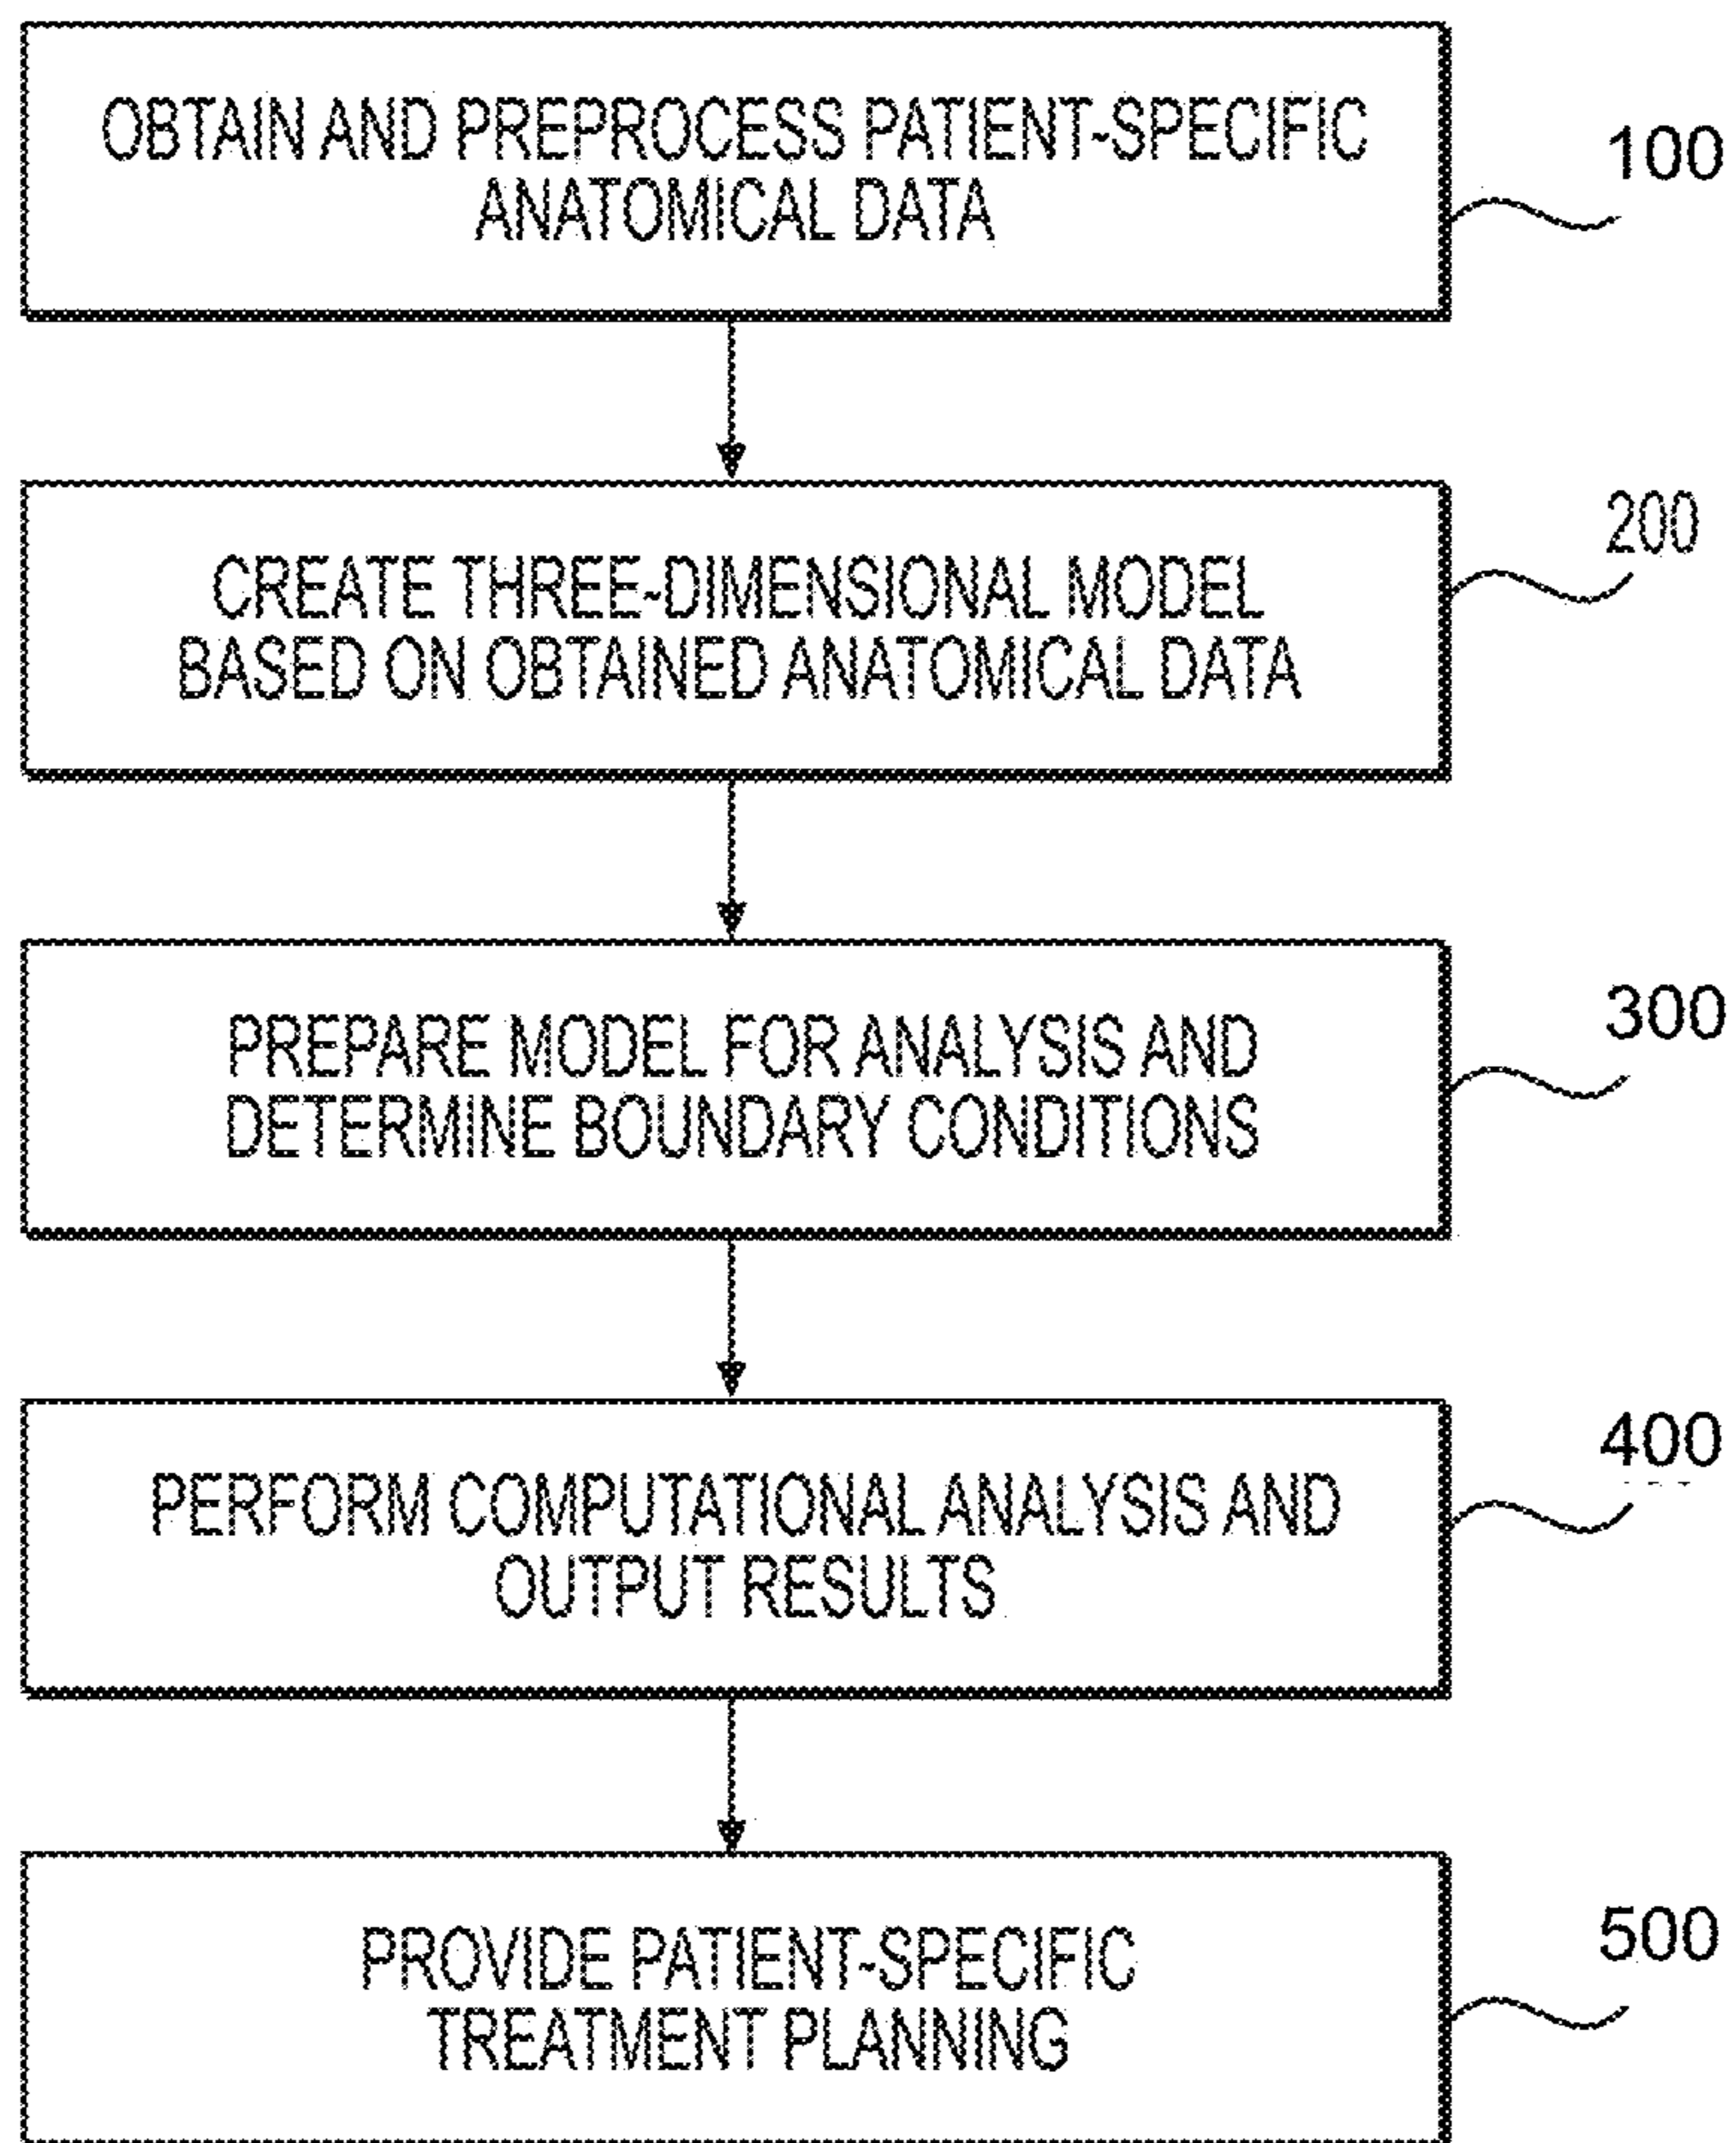 OBTAIN AND PREPROCESS PATIENT-SPECIFIC
ANATOMICAL DATA
100
CREATE THREE-DIMENSIONAL MODEL
BASED ON OBTAINED ANATOMICAL DATA
200
PREPARE MODEL FOR ANALYSIS AND
DETERMINE BOUNDARY CONDITIONS
300
PERFORM COMPUTATIONAL ANALYSIS AND
OUTPUT RESULTS
400
PROVIDE PATIENT-SPECIFIC
TREATMENT PLANNING
500